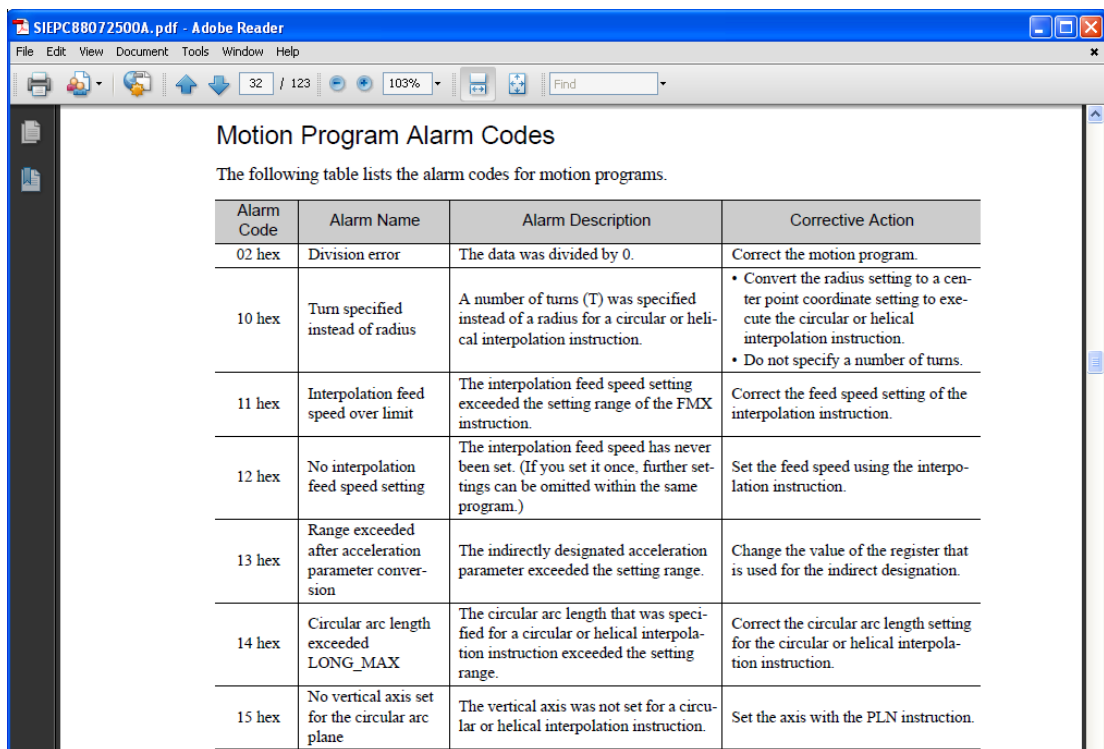 SIEPC88072500A.pdf - Adobe Reader
File Edit View Document Tools Window Help
32 / 123 103% Find
Motion Program Alarm Codes
The following table lists the alarm codes for motion programs.
Alarm
Code
Alarm Name
Alarm Description
Corrective Action
02 hex
Division error
The data was divided by 0.
Correct the motion program.
10 hex
Turn specified
instead of radius
A number of turns (T) was specified
instead of a radius for a circular or heli-
cal interpolation instruction.
• Convert the radius setting to a cen-
ter point coordinate setting to exe-
cute the circular or helical
interpolation instruction.
• Do not specify a number of turns.
11 hex
Interpolation feed
speed over limit
The interpolation feed speed setting
exceeded the setting range of the FMX
instruction.
Correct the feed speed setting of the
interpolation instruction.
12 hex
No interpolation
feed speed setting
The interpolation feed speed has never
been set. (If you set it once, further set-
tings can be omitted within the same
program.)
Set the feed speed using the interpo-
lation instruction.
13 hex
Range exceeded
after acceleration
parameter conver-
sion
The indirectly designated acceleration
parameter exceeded the setting range.
Change the value of the register that
is used for the indirect designation.
14 hex
Circular arc length
exceeded
LONG_MAX
The circular arc length that was speci-
fied for a circular or helical interpola-
tion instruction exceeded the setting
range.
Correct the circular arc length setting
for the circular or helical interpola-
tion instruction.
15 hex
No vertical axis set
for the circular arc
plane
The vertical axis was not set for a circu-
lar or helical interpolation instruction.
Set the axis with the PLN instruction.